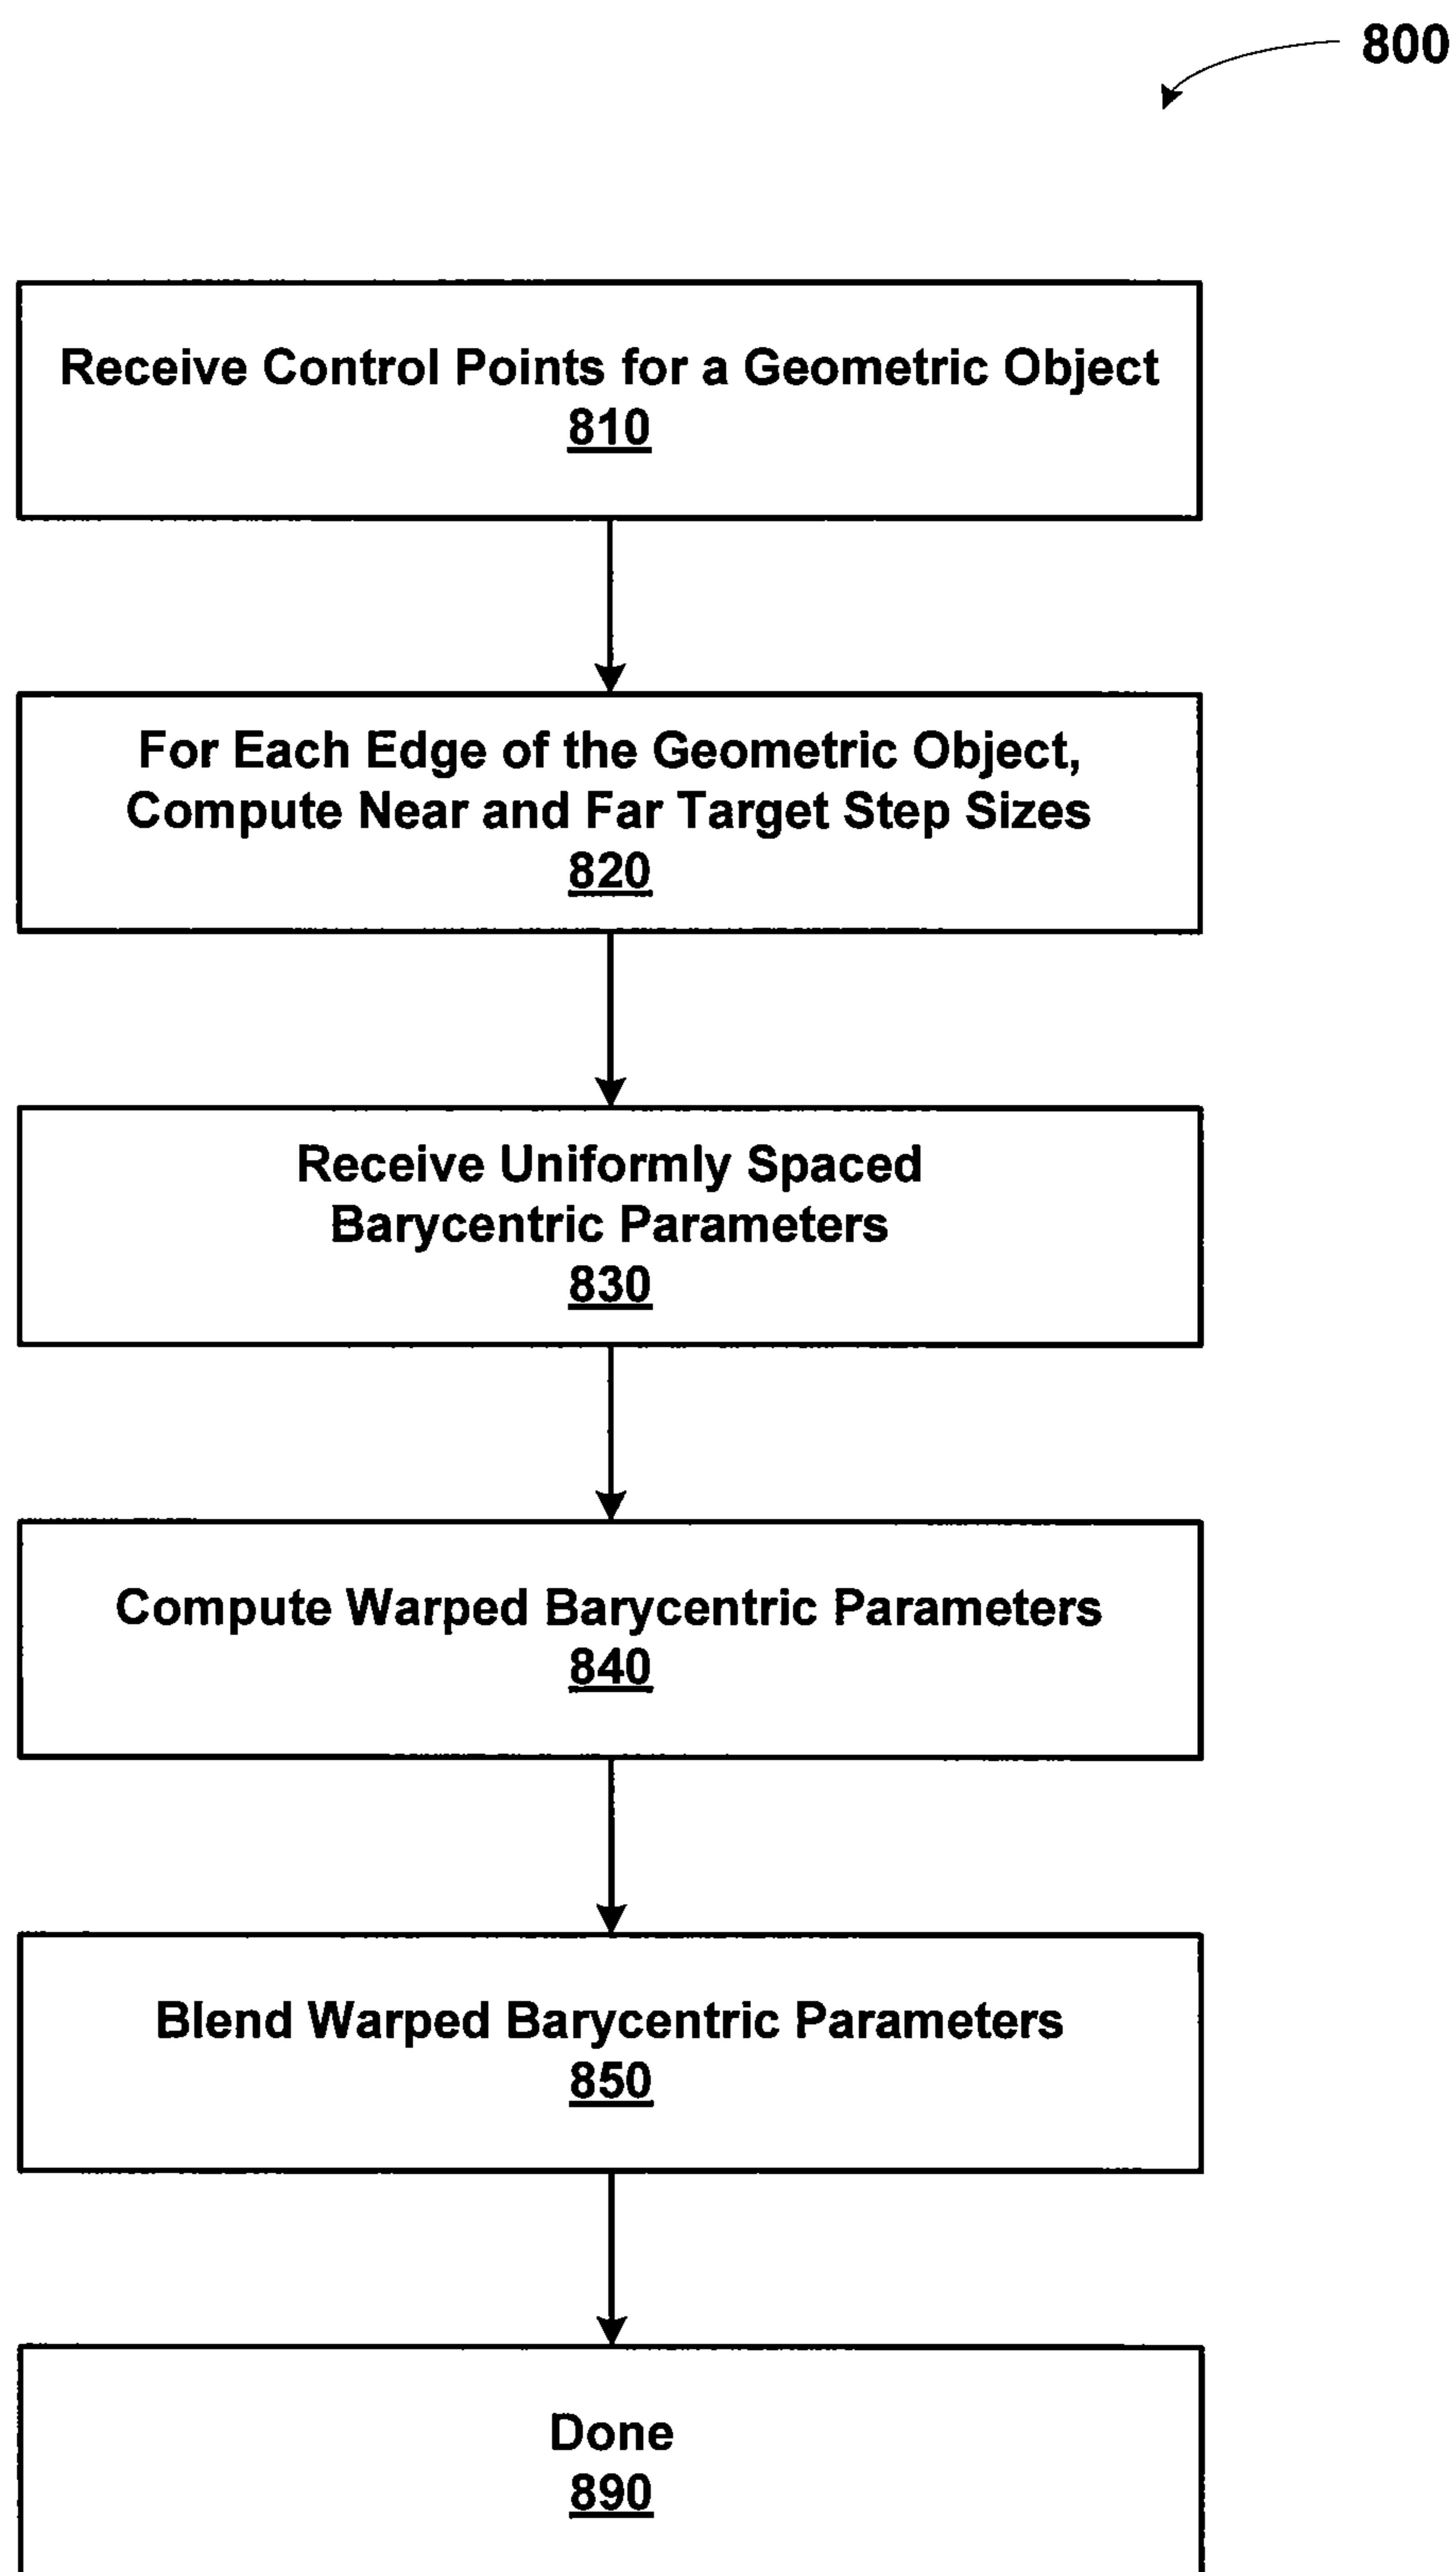 800
Receive Control Points for a Geometric Object
810
For Each Edge of the Geometric Object,
Compute Near and Far Target Step Sizes
820
Receive Uniformly Spaced
Barycentric Parameters
830
Compute Warped Barycentric Parameters
840
Blend Warped Barycentric Parameters
850
Done
890